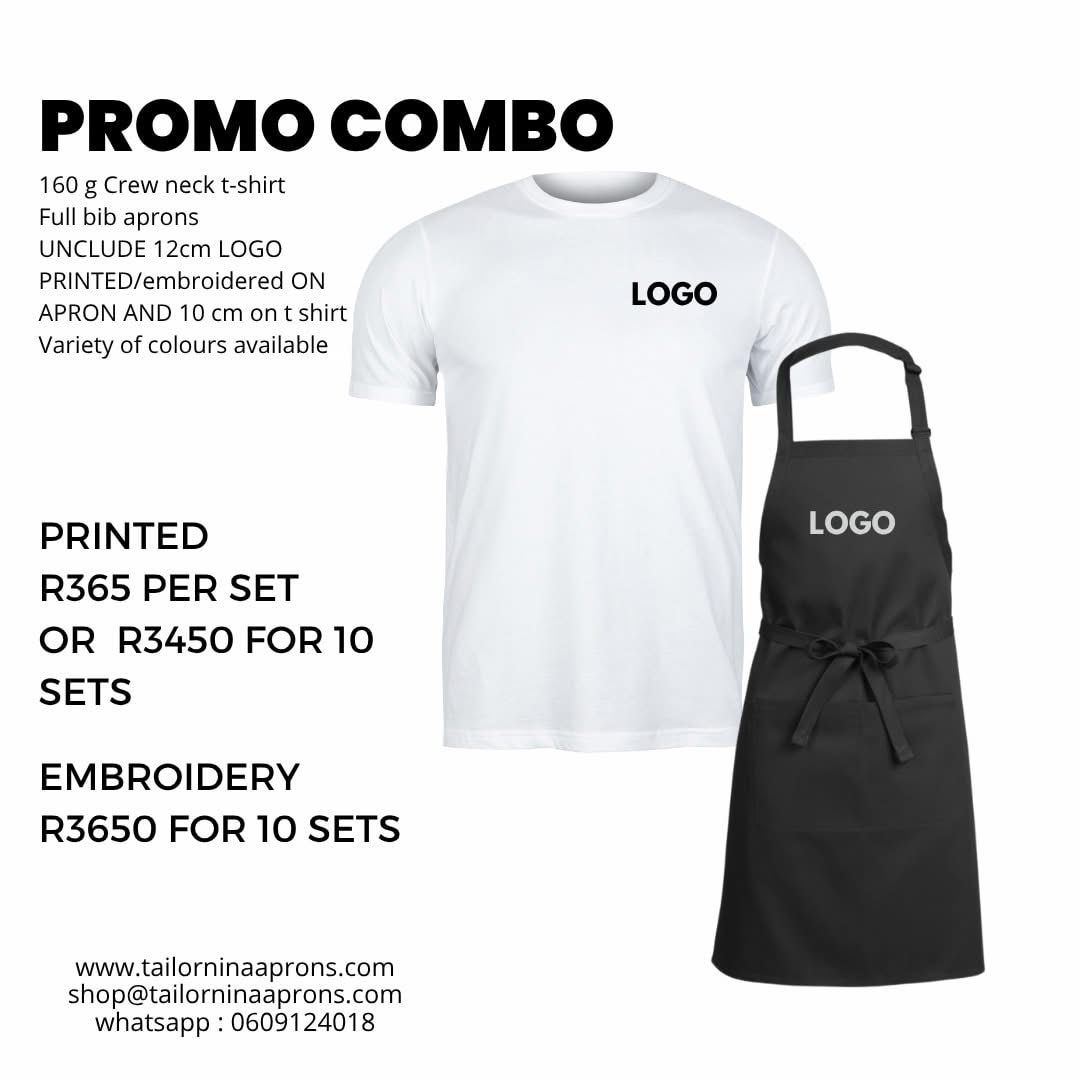 PROMO COMBO
160 g Crew neck t-shirt
Full bib aprons
UNCLUDE 12cm LOGO
PRINTED/embroidered ON
APRON AND 10 cm on t shirt
Variety of colours available
LOGO
LOGO
PRINTED
R365 PER SET
OR R3450 FOR 10
SETS
EMBROIDERY
R3650 FOR 10 SETS
www.tailorninaaprons.com
shop@tailorninaaprons.com
whatsapp : 0609124018